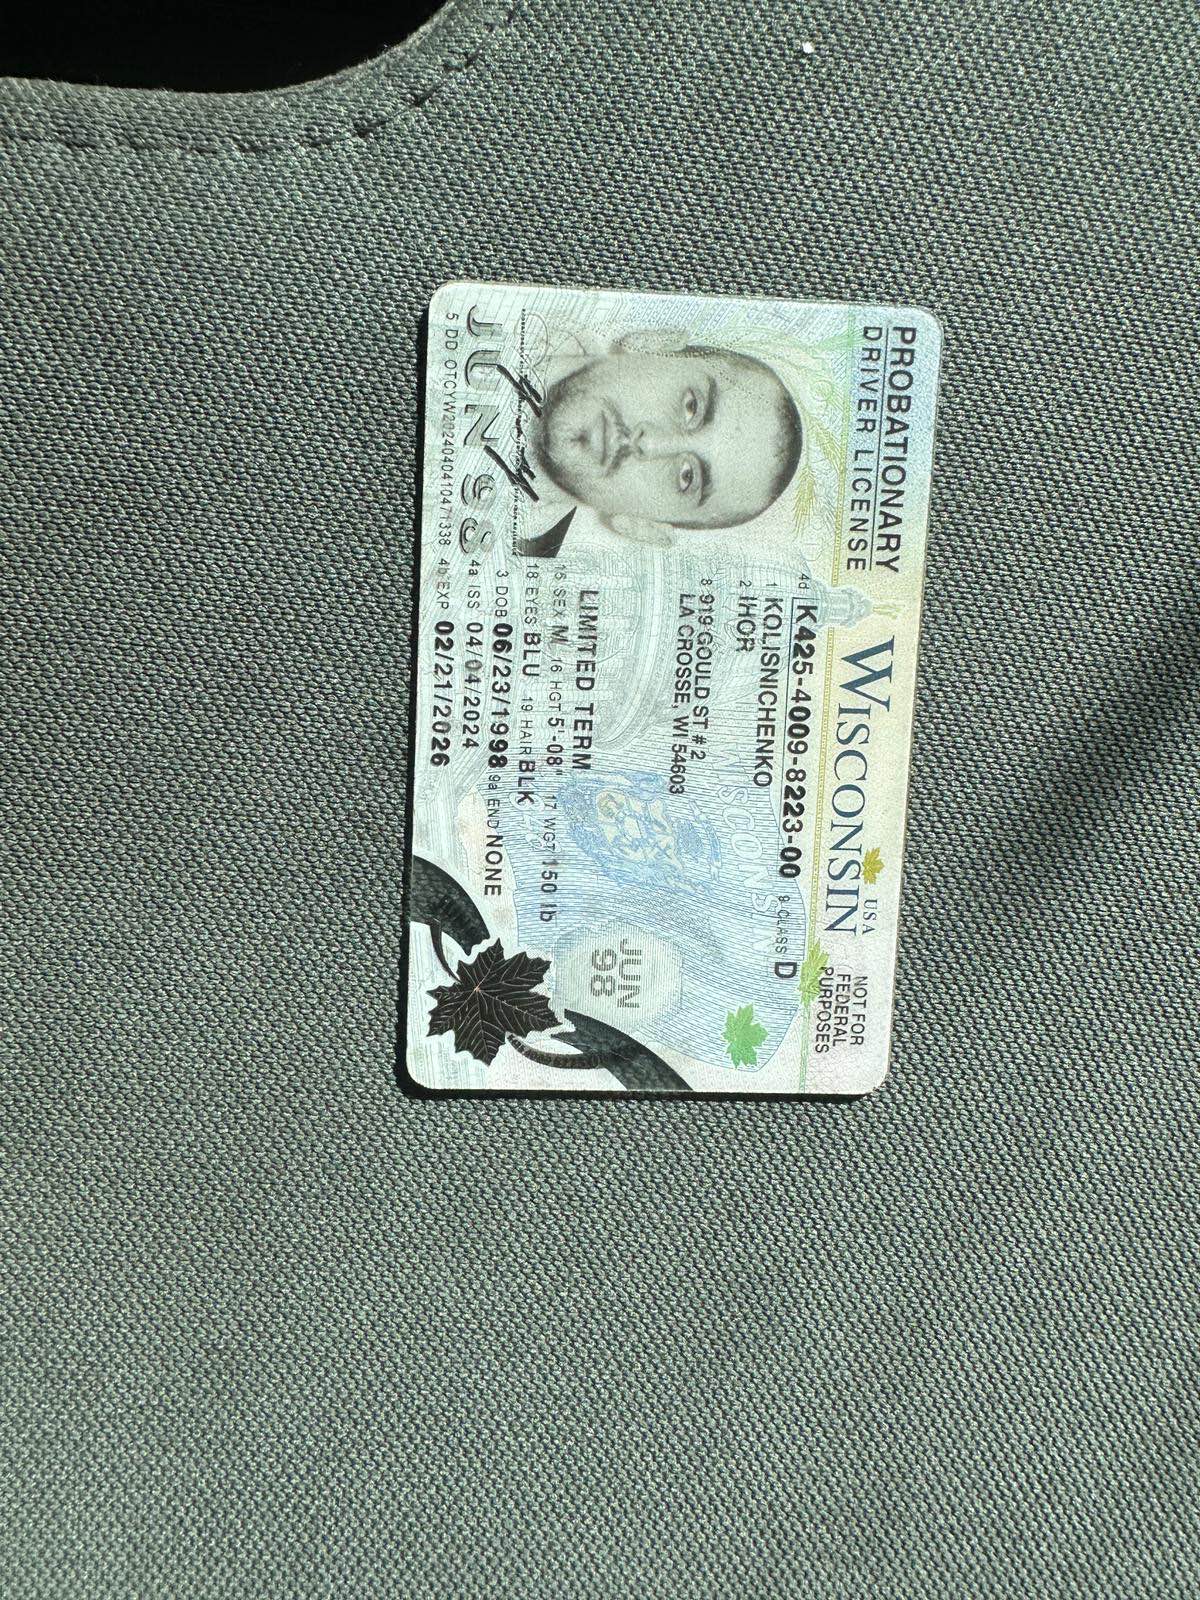 PROBATIONARY
DRIVER LICENSE
WISCONSIN USA
NOT FOR
FEDERAL
PURPOSES
4d K425-4009-8223-00 9 CLASS D
1 KOLISNICHENKO
2 IHOR
8 919 GOULD ST #2
LA CROSSE, WI 54603
JUN
98
LIMITED TERM
15 SEX M 16 HGT 5'-08" 17 WGT 150 lb
18 EYES BLU 19 HAIR BLK
3 DOB 06/23/1998 9a END NONE
4a ISS 04/04/2024
4b EXP 02/21/2026
JUN 98
5 DD OTCYW2024040410471338